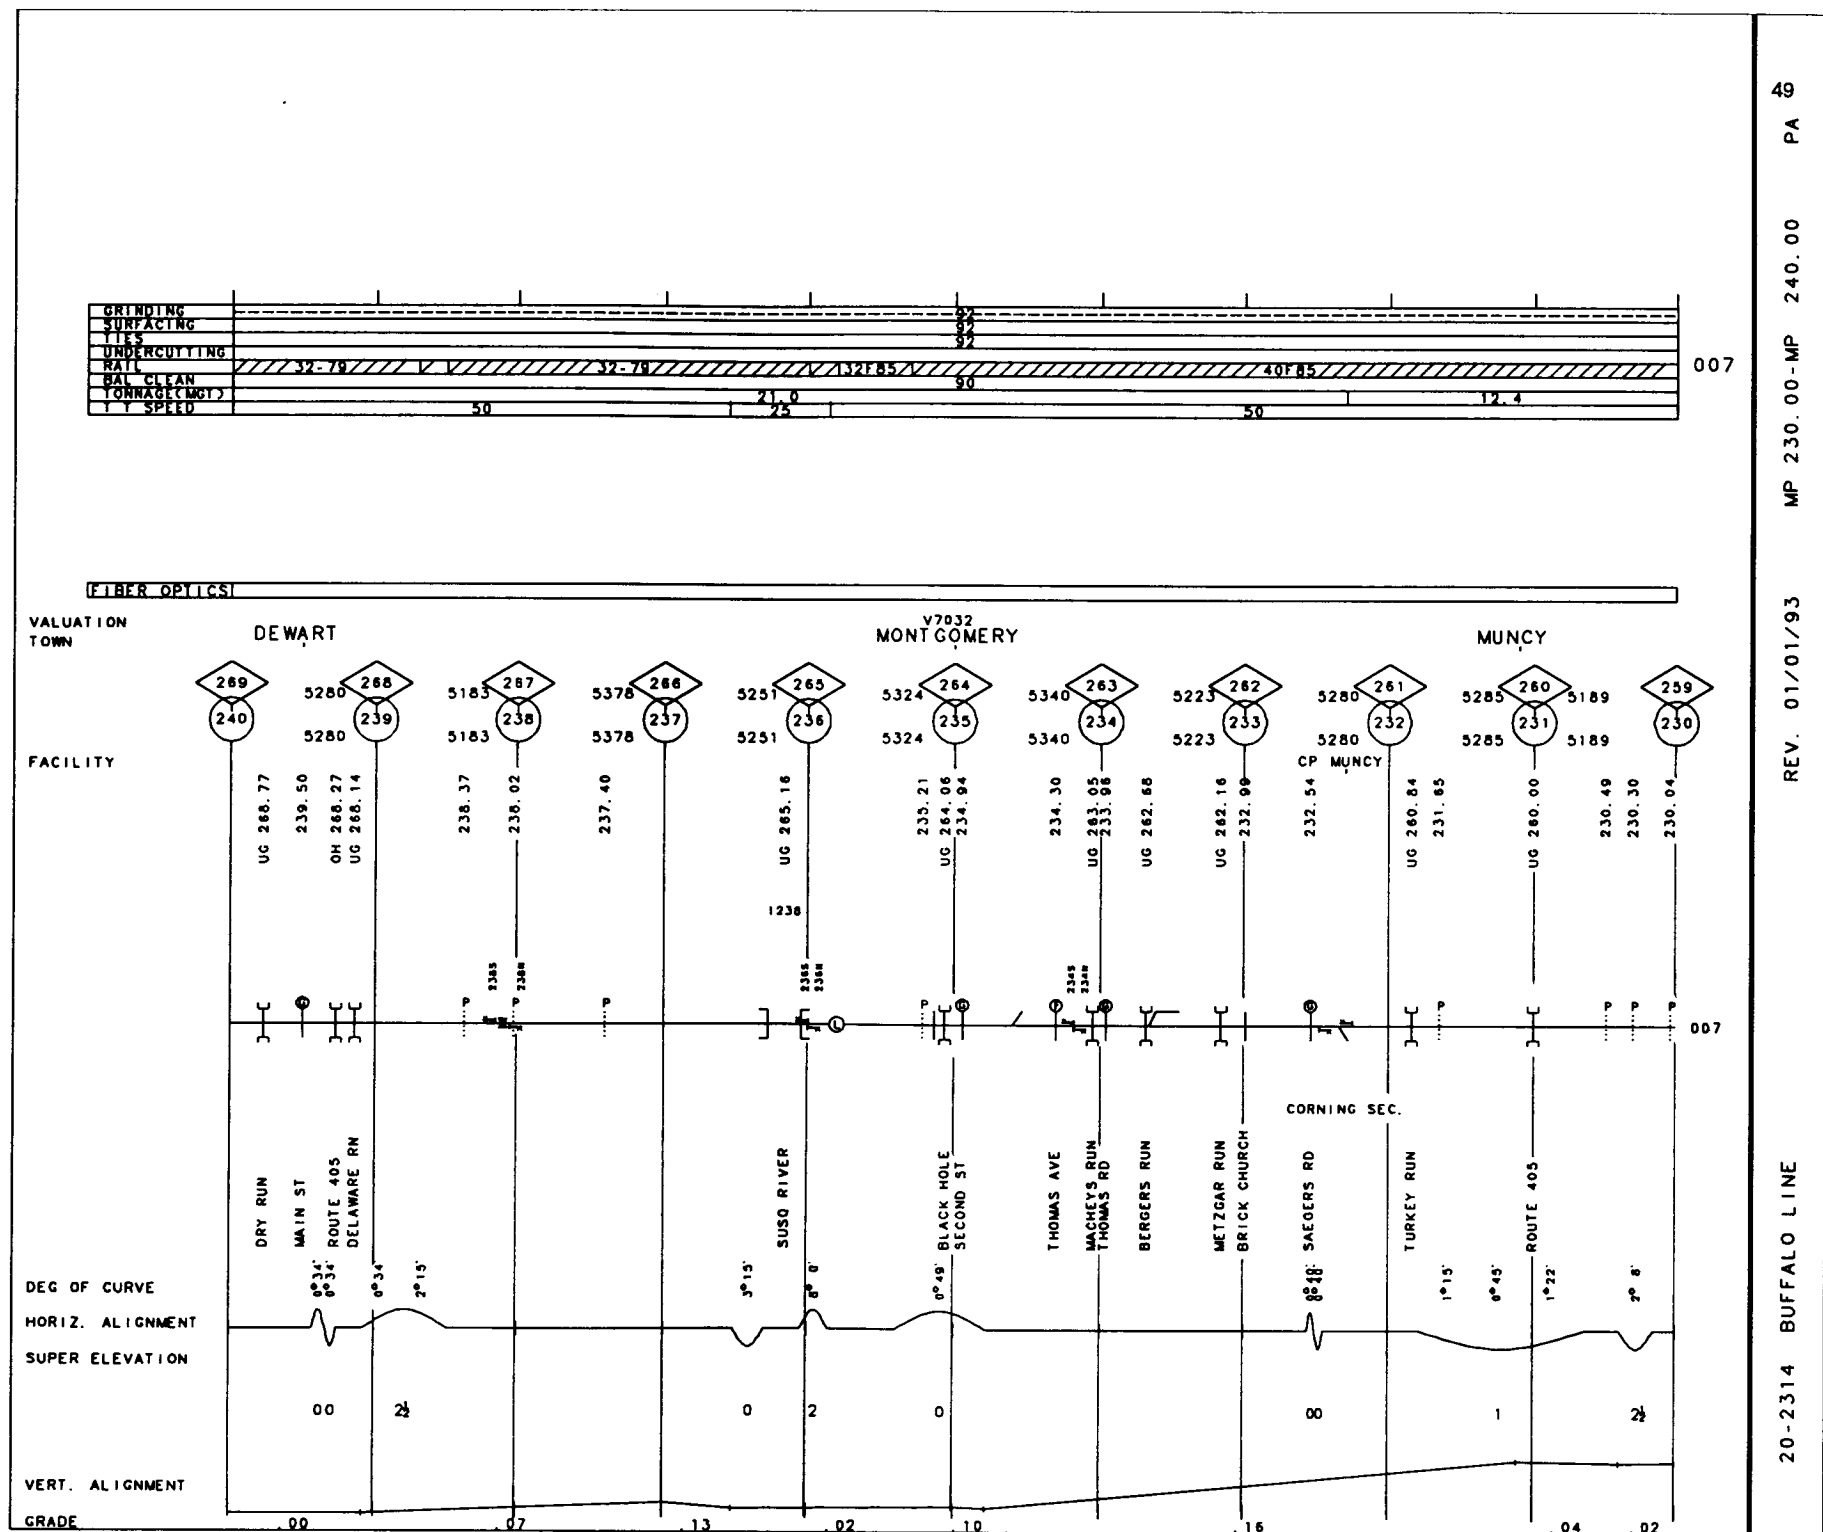 GRINDING
92
SURFACING
92
TIES
92
UNDERCUTTING
RAIL 32-79 32-79 32F85 40F85
007
BAL CLEAN 90
TONNAGE(MGT) 21.0 12.4
T T SPEED 50 25 50
FIBER OPTICS
VALUATION V7032
TOWN DEWART MONTGOMERY MUNCY
269 268 267 266 265 264 263 262 261 260 259
5280 5183 5378 5251 5324 5340 5223 5280 5285 5189
240 239 238 237 236 235 234 233 232 231 230
5280 5183 5378 5251 5324 5340 5223 5280 5285 5189
FACILITY
CP MUNCY
UG 268.77
239.50
OH 268.27
UG 268.14
238.37
238.02
237.40
UG 265.16
235.21
UG 264.06
234.94
234.30
UG 263.05
233.96
UG 262.68
UG 262.16
232.99
232.54
UG 260.84
231.65
UG 260.00
230.49
230.30
230.04
1238
238S
238N
236S
236N
234S
234N
P P P P P P P P
G L G G G
007
CORNING SEC.
DRY RUN
MAIN ST
ROUTE 405
DELAWARE RN
SUSQ RIVER
BLACK HOLE
SECOND ST
THOMAS AVE
MACHEYS RUN
THOMAS RD
BERGERS RUN
METZGAR RUN
BRICK CHURCH
SAEGERS RD
TURKEY RUN
ROUTE 405
DEG OF CURVE
0°34'
0°34'
0°34'
2°15'
3°15'
0°49'
1°15'
0°45'
1°22'
2° 8'
HORIZ. ALIGNMENT
SUPER ELEVATION
00 2½ 0 2 0 00 1 2½
VERT. ALIGNMENT
GRADE .00 .07 .13 .02 .10 .16 .04 .02
20-2314 BUFFALO LINE REV. 01/01/93 MP 230.00-MP 240.00 PA 49